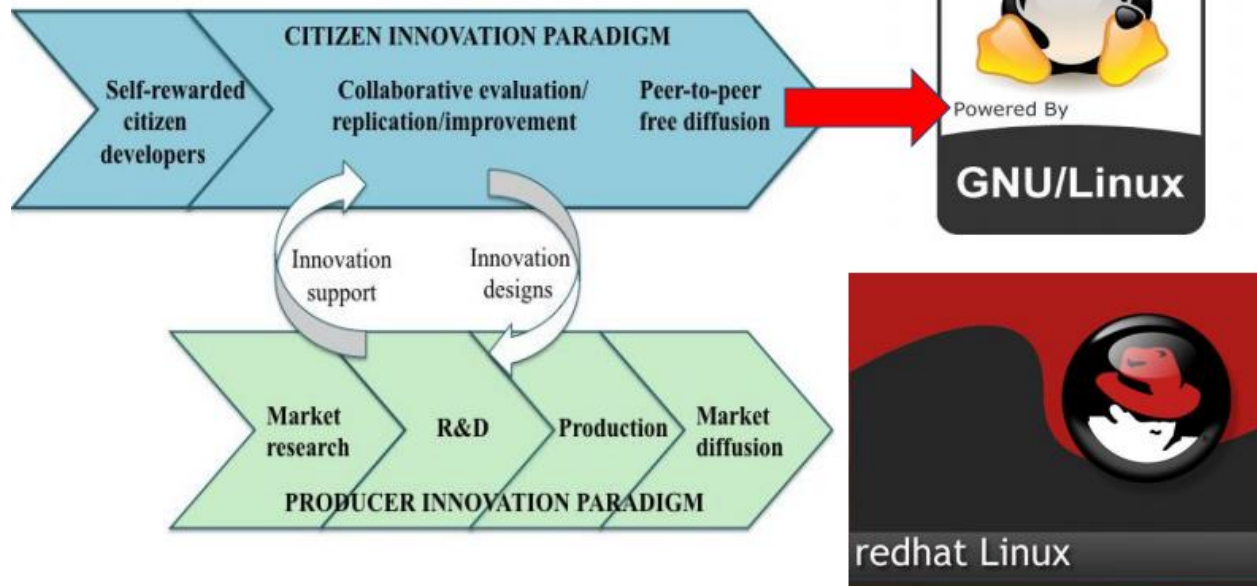 CITIZEN INNOVATION PARADIGM
Self-rewarded
citizen
developers
Collaborative evaluation/
replication/improvement
Peer-to-peer
free diffusion
Powered By
GNU/Linux
Innovation
support
Innovation
designs
Market
research
R&D
Production
Market
diffusion
PRODUCER INNOVATION PARADIGM
redhat Linux